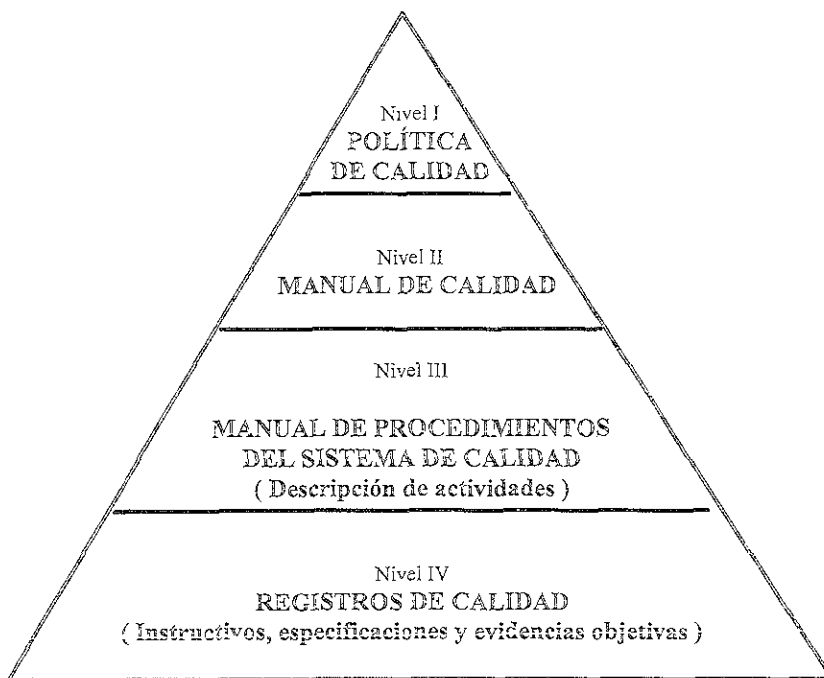 Nivel I
POLÍTICA
DE CALIDAD
Nivel II
MANUAL DE CALIDAD
Nivel III
MANUAL DE PROCEDIMIENTOS
DEL SISTEMA DE CALIDAD
( Descripción de actividades )
Nivel IV
REGISTROS DE CALIDAD
( Instructivos, especificaciones y evidencias objetivas )